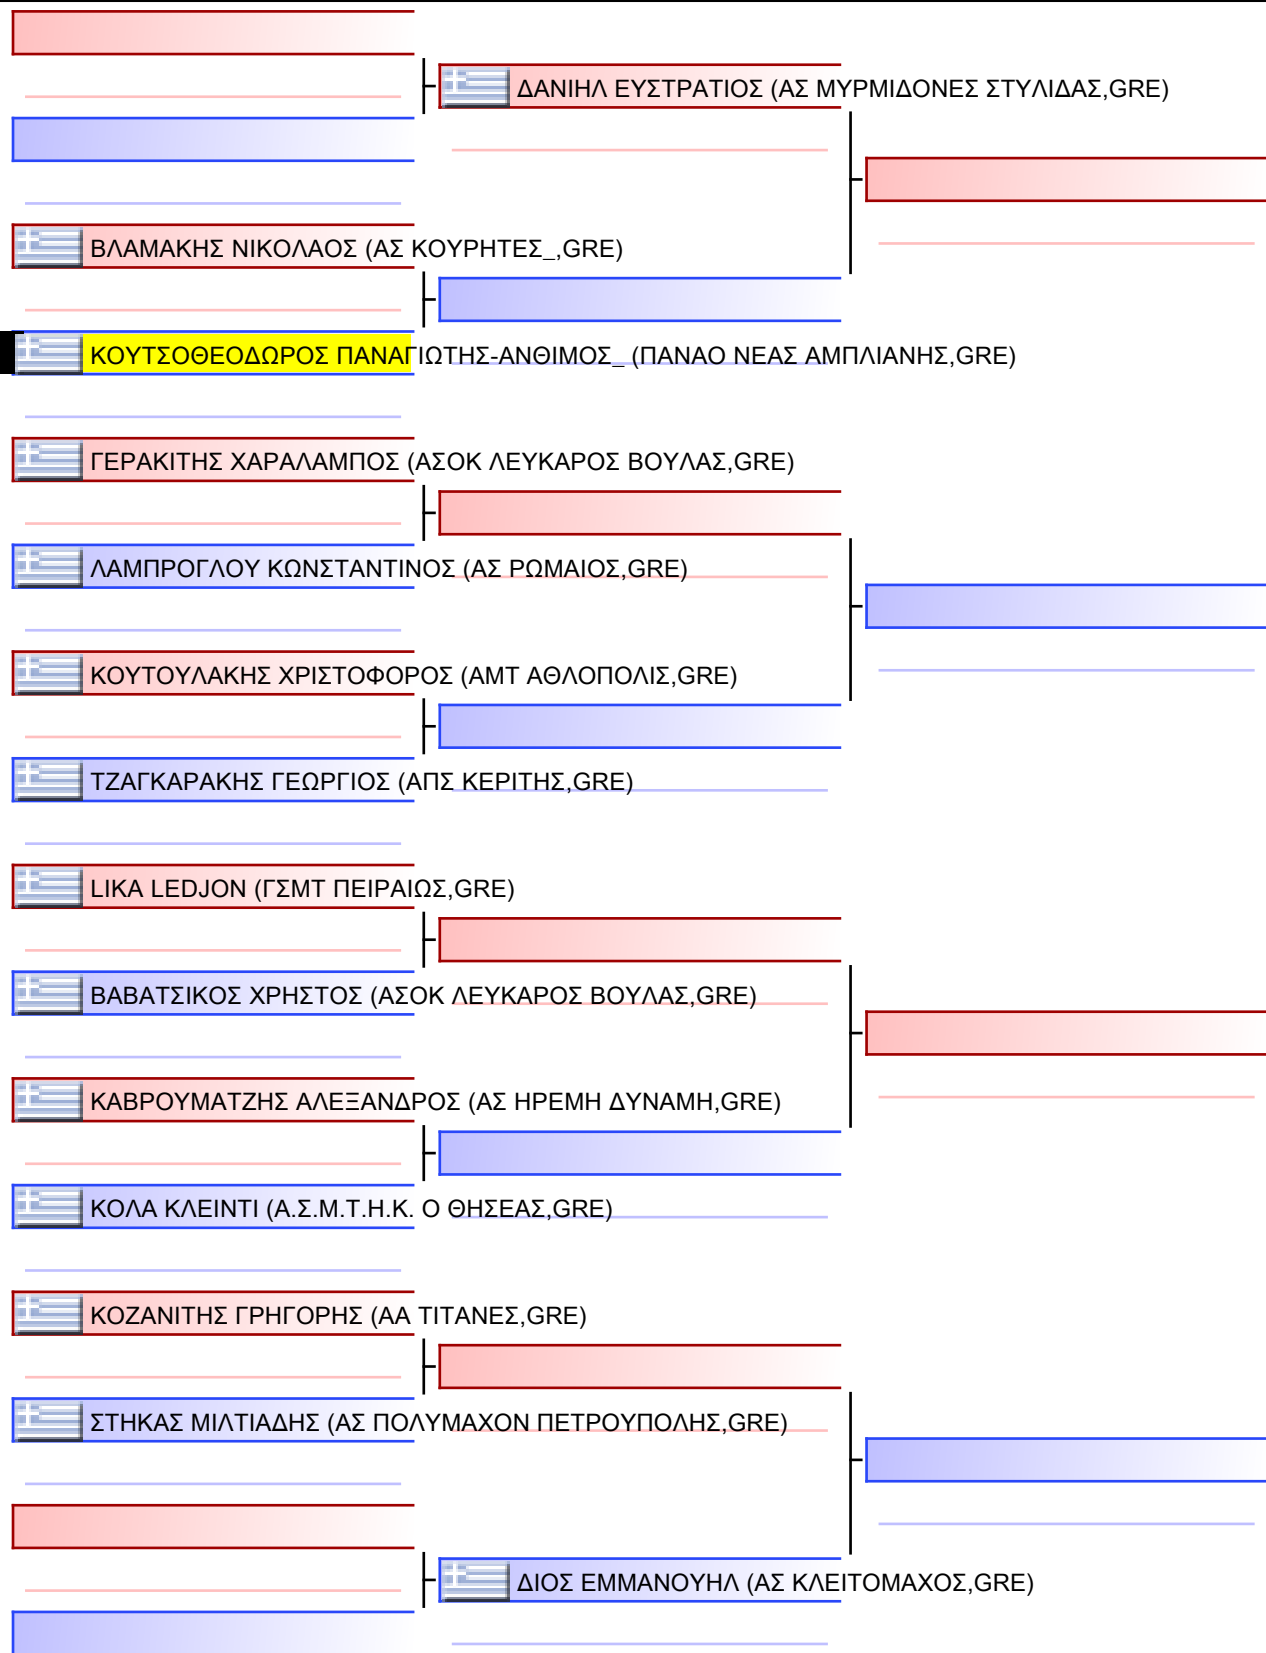 ΔΑΝΙΗΛ ΕΥΣΤΡΑΤΙΟΣ (ΑΣ ΜΥΡΜΙΔΟΝΕΣ ΣΤΥΛΙΔΑΣ,GRE)
ΒΛΑΜΑΚΗΣ ΝΙΚΟΛΑΟΣ (ΑΣ ΚΟΥΡΗΤΕΣ_,GRE)
ΚΟΥΤΣΟΘΕΟΔΩΡΟΣ ΠΑΝΑΓΙΩΤΗΣ-ΑΝΘΙΜΟΣ_ (ΠΑΝΑΟ ΝΕΑΣ ΑΜΠΛΙΑΝΗΣ,GRE)
ΓΕΡΑΚΙΤΗΣ ΧΑΡΑΛΑΜΠΟΣ (ΑΣΟΚ ΛΕΥΚΑΡΟΣ ΒΟΥΛΑΣ,GRE)
ΛΑΜΠΡΟΓΛΟΥ ΚΩΝΣΤΑΝΤΙΝΟΣ (ΑΣ ΡΩΜΑΙΟΣ,GRE)
ΚΟΥΤΟΥΛΑΚΗΣ ΧΡΙΣΤΟΦΟΡΟΣ (ΑΜΤ ΑΘΛΟΠΟΛΙΣ,GRE)
ΤΖΑΓΚΑΡΑΚΗΣ ΓΕΩΡΓΙΟΣ (ΑΠΣ ΚΕΡΙΤΗΣ,GRE)
LIKA LEDJON (ΓΣΜΤ ΠΕΙΡΑΙΩΣ,GRE)
ΒΑΒΑΤΣΙΚΟΣ ΧΡΗΣΤΟΣ (ΑΣΟΚ ΛΕΥΚΑΡΟΣ ΒΟΥΛΑΣ,GRE)
ΚΑΒΡΟΥΜΑΤΖΗΣ ΑΛΕΞΑΝΔΡΟΣ (ΑΣ ΗΡΕΜΗ ΔΥΝΑΜΗ,GRE)
ΚΟΛΑ ΚΛΕΙΝΤΙ (Α.Σ.Μ.Τ.Η.Κ. Ο ΘΗΣΕΑΣ,GRE)
ΚΟΖΑΝΙΤΗΣ ΓΡΗΓΟΡΗΣ (ΑΑ ΤΙΤΑΝΕΣ,GRE)
ΣΤΗΚΑΣ ΜΙΛΤΙΑΔΗΣ (ΑΣ ΠΟΛΥΜΑΧΟΝ ΠΕΤΡΟΥΠΟΛΗΣ,GRE)
ΔΙΟΣ ΕΜΜΑΝΟΥΗΛ (ΑΣ ΚΛΕΙΤΟΜΑΧΟΣ,GRE)